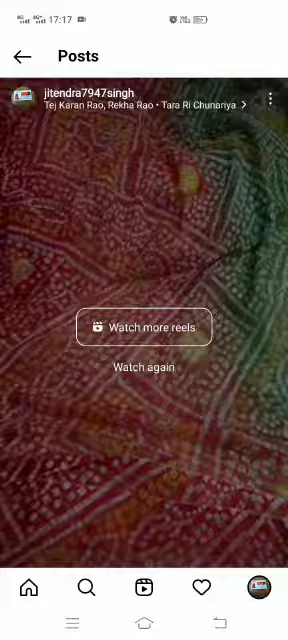 17:17
Posts
jitendra7947singh
Tej Karan Rao, Rekha Rao • Tara Ri Chunariya
Watch more reels
Watch again